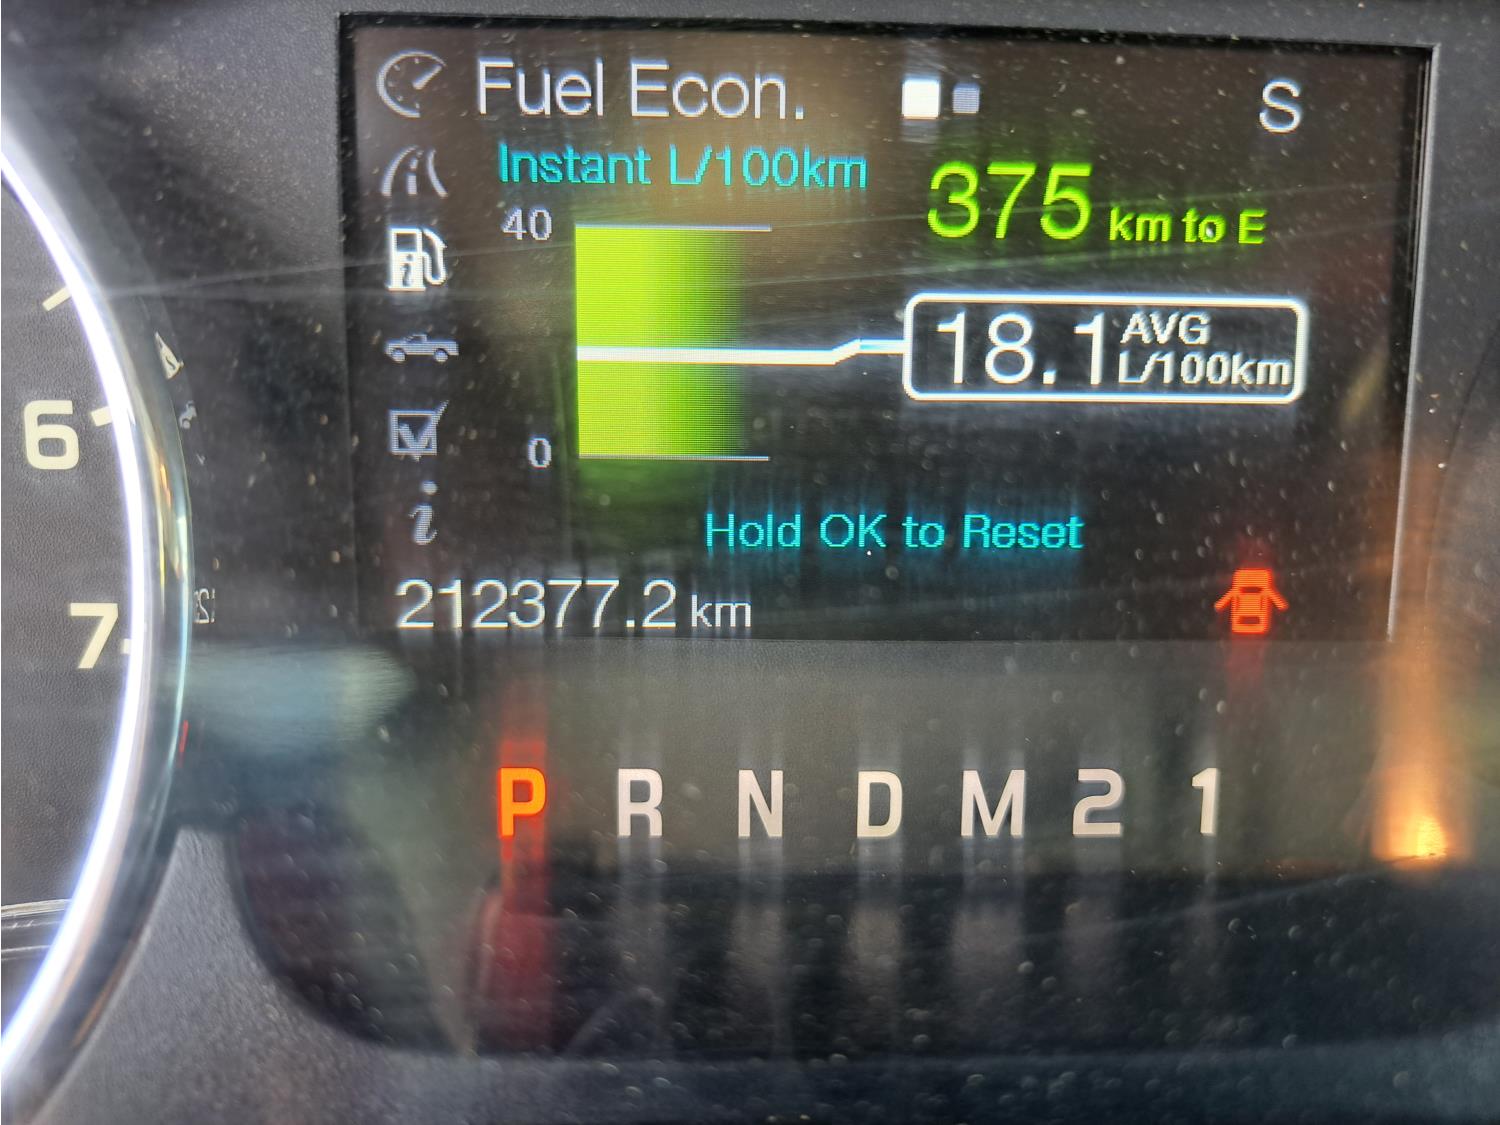 Fuel Econ.
S
Instant L/100km
375 km to E
40
18.1 AVG L/100km
0
Hold OK to Reset
212377.2 km
6
7
P R N D M 2 1